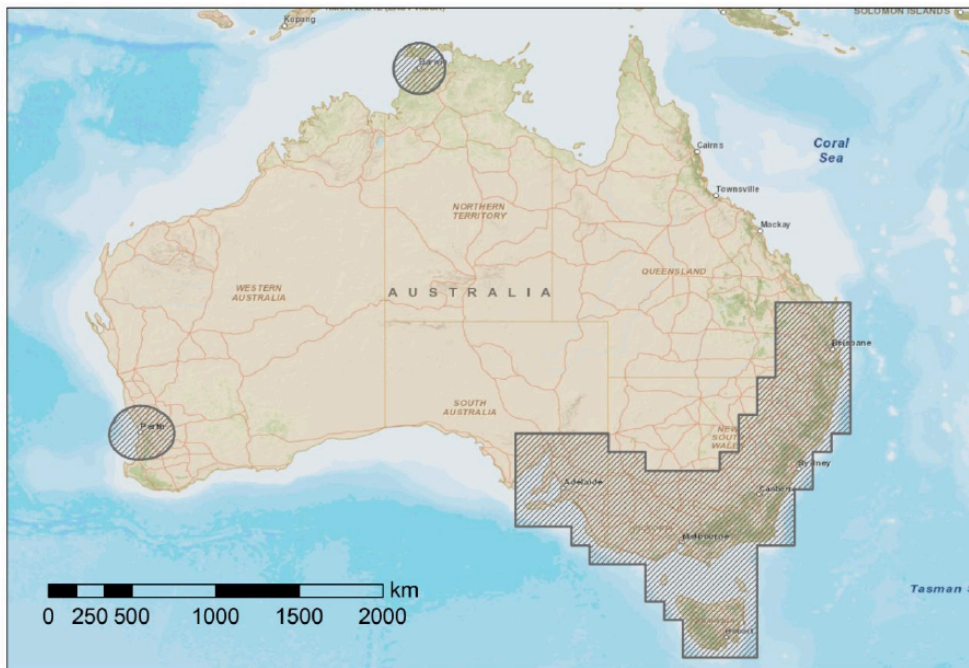 Kupang
SOLOMON ISLANDS
Darwin
Coral
Sea
Cairns
Townsville
Mackay
NORTHERN
TERRITORY
QUEENSLAND
WESTERN
AUSTRALIA
AUSTRALIA
Brisbane
SOUTH
AUSTRALIA
Perth
NEW
SOUTH
WALES
Sydney
Adelaide
Canberra
Melbourne
km
0 250 500 1000 1500 2000
Tasman
Hobart